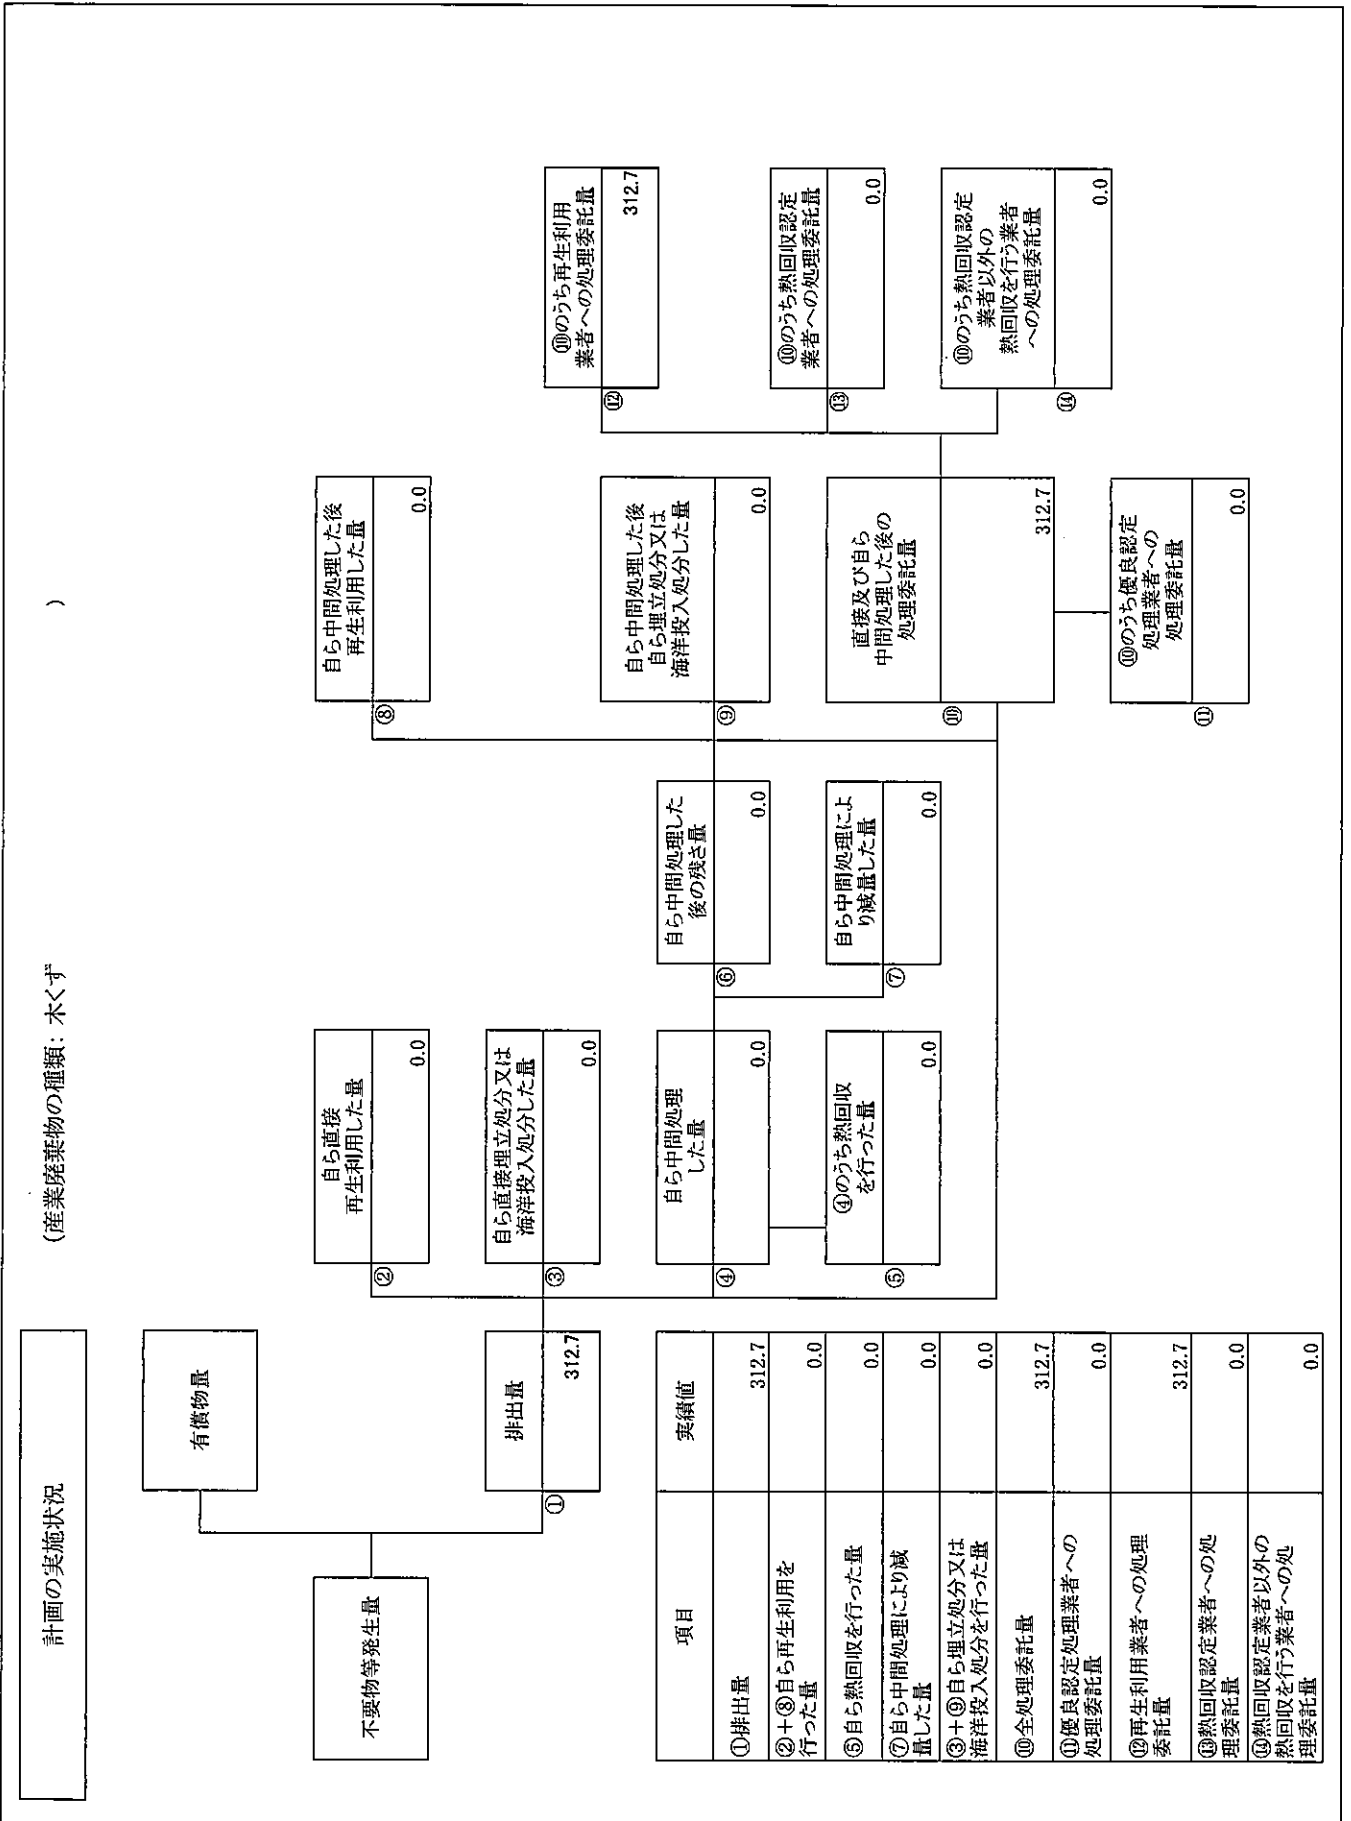 計画の実施状況
(産業廃棄物の種類: 木くず
)
不要物等発生量
有償物量
排出量
①
312.7
自ら直接
再生利用した量
②
0.0
自ら直接埋立処分又は
海洋投入処分した量
③
0.0
自ら中間処理
した量
④
0.0
④のうち熱回収
を行った量
⑤
0.0
自ら中間処理した
後の残さ量
⑥
0.0
自ら中間処理によ
り減量した量
⑦
0.0
自ら中間処理した後
再生利用した量
⑧
0.0
自ら中間処理した後
自ら埋立処分又は
海洋投入処分した量
⑨
0.0
直接及び自ら
中間処理した後の
処理委託量
⑩
312.7
⑩のうち優良認定
処理業者への
処理委託量
⑪
0.0
⑩のうち再生利用
業者への処理委託量
⑫
312.7
⑩のうち熱回収認定
業者への処理委託量
⑬
0.0
⑩のうち熱回収認定
業者以外の
熱回収を行う業者
への処理委託量
⑭
0.0
項目 実績値
①排出量 312.7
②+⑧自ら再生利用を
行った量 0.0
⑤自ら熱回収を行った量 0.0
⑦自ら中間処理により減
量した量 0.0
③+⑨自ら埋立処分又は
海洋投入処分を行った量 0.0
⑩全処理委託量 312.7
⑪優良認定処理業者への
処理委託量 0.0
⑫再生利用業者への処理
委託量 312.7
⑬熱回収認定業者への処
理委託量 0.0
⑭熱回収認定業者以外の
熱回収を行う業者への処
理委託量 0.0